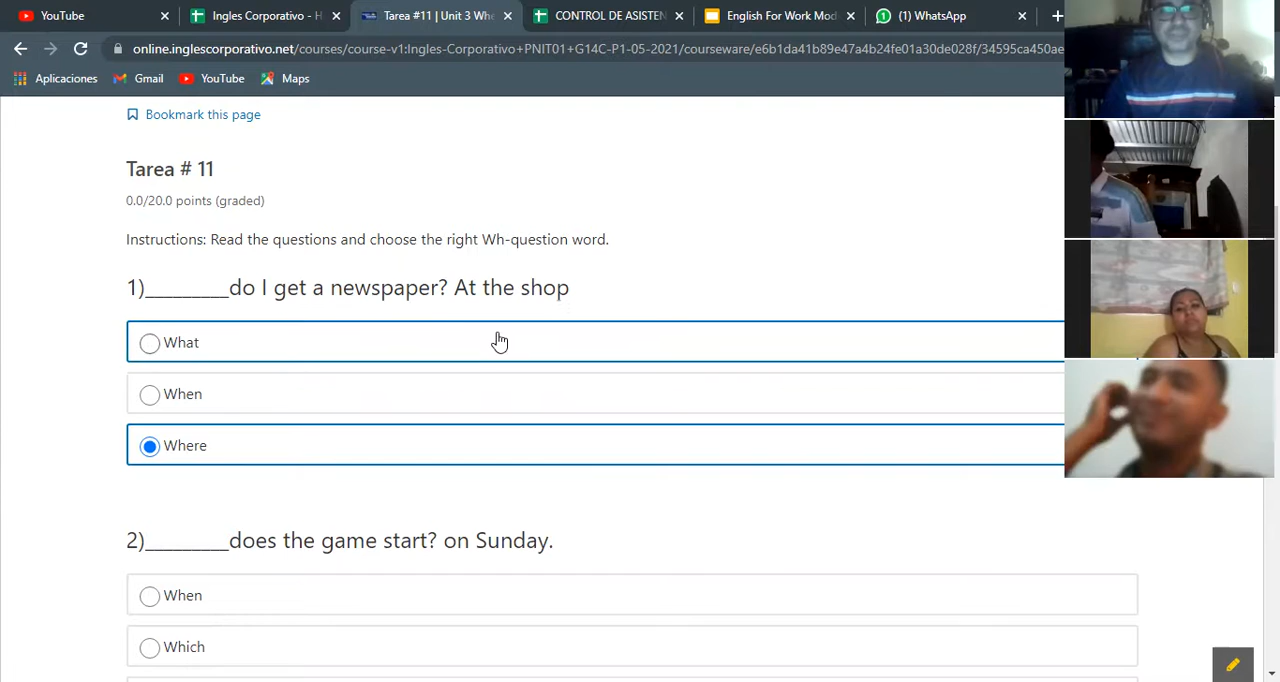 YouTube
Ingles Corporativo - H
Tarea #11 | Unit 3 Whe
CONTROL DE ASISTEN
English For Work Mod
(1) WhatsApp
online.inglescorporativo.net/courses/course-v1:Ingles-Corporativo+PNIT01+G14C-P1-05-2021/courseware/e6b1da41b89e47a4b24fe01a30de028f/34595ca450ae
Aplicaciones
Gmail
YouTube
Maps
Bookmark this page
Tarea # 11
0.0/20.0 points (graded)
Instructions: Read the questions and choose the right Wh-question word.
1)_________do I get a newspaper? At the shop
What
When
Where
2)_________does the game start? on Sunday.
When
Which